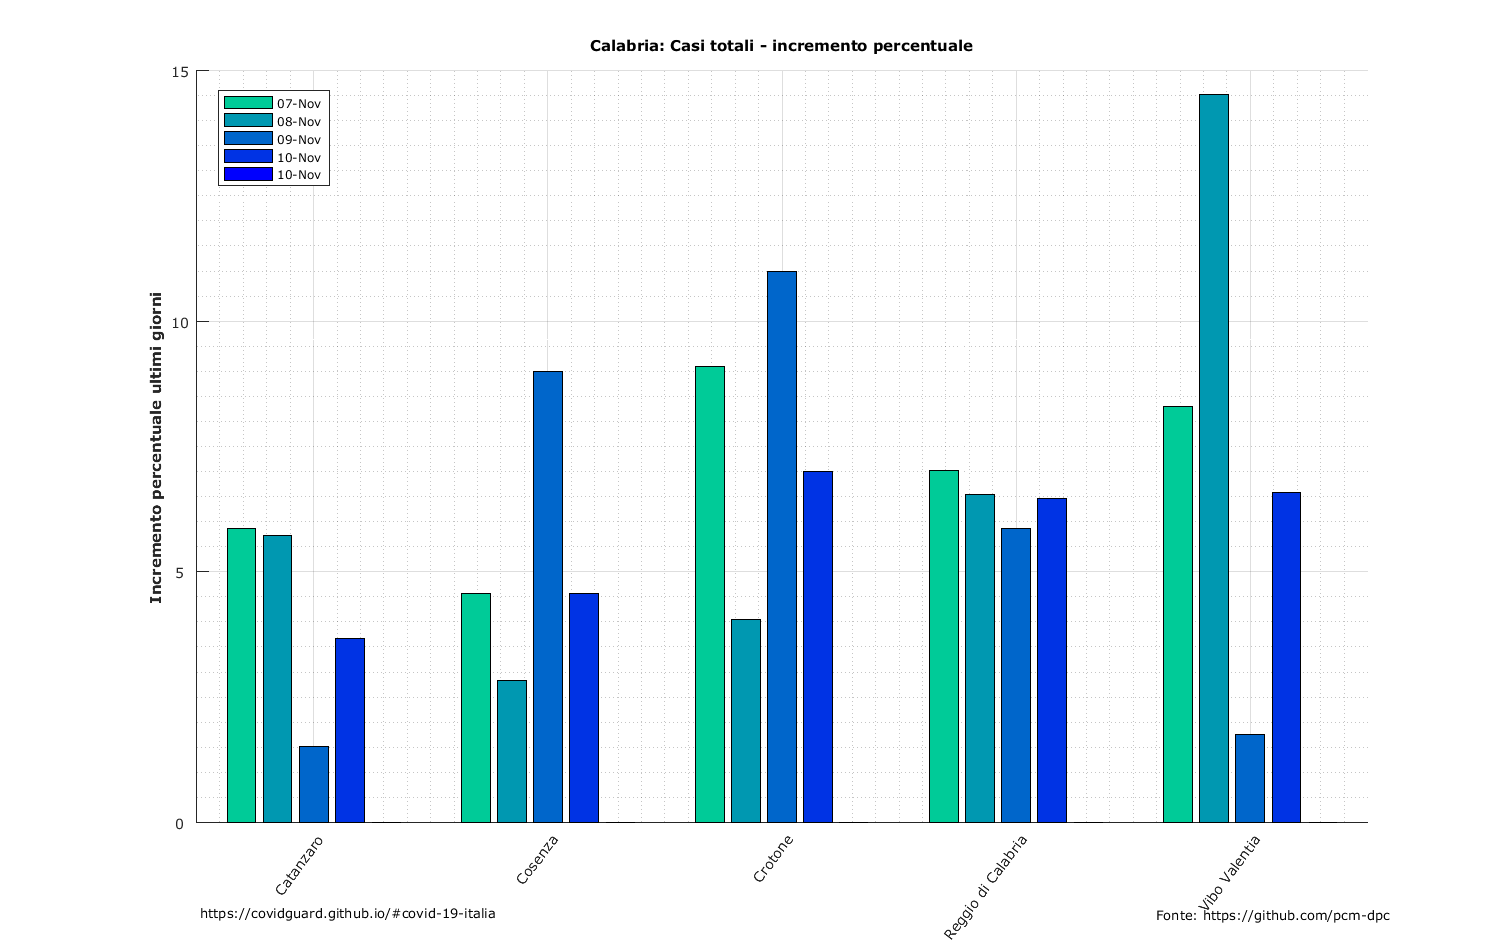 Calabria: Casi totali - incremento percentuale
15
10
5
0
Incremento percentuale ultimi giorni
07-Nov
08-Nov
09-Nov
10-Nov
10-Nov
Catanzaro
Cosenza
Crotone
Reggio di Calabria
Vibo Valentia
https://covidguard.github.io/#covid-19-italia
Fonte: https://github.com/pcm-dpc